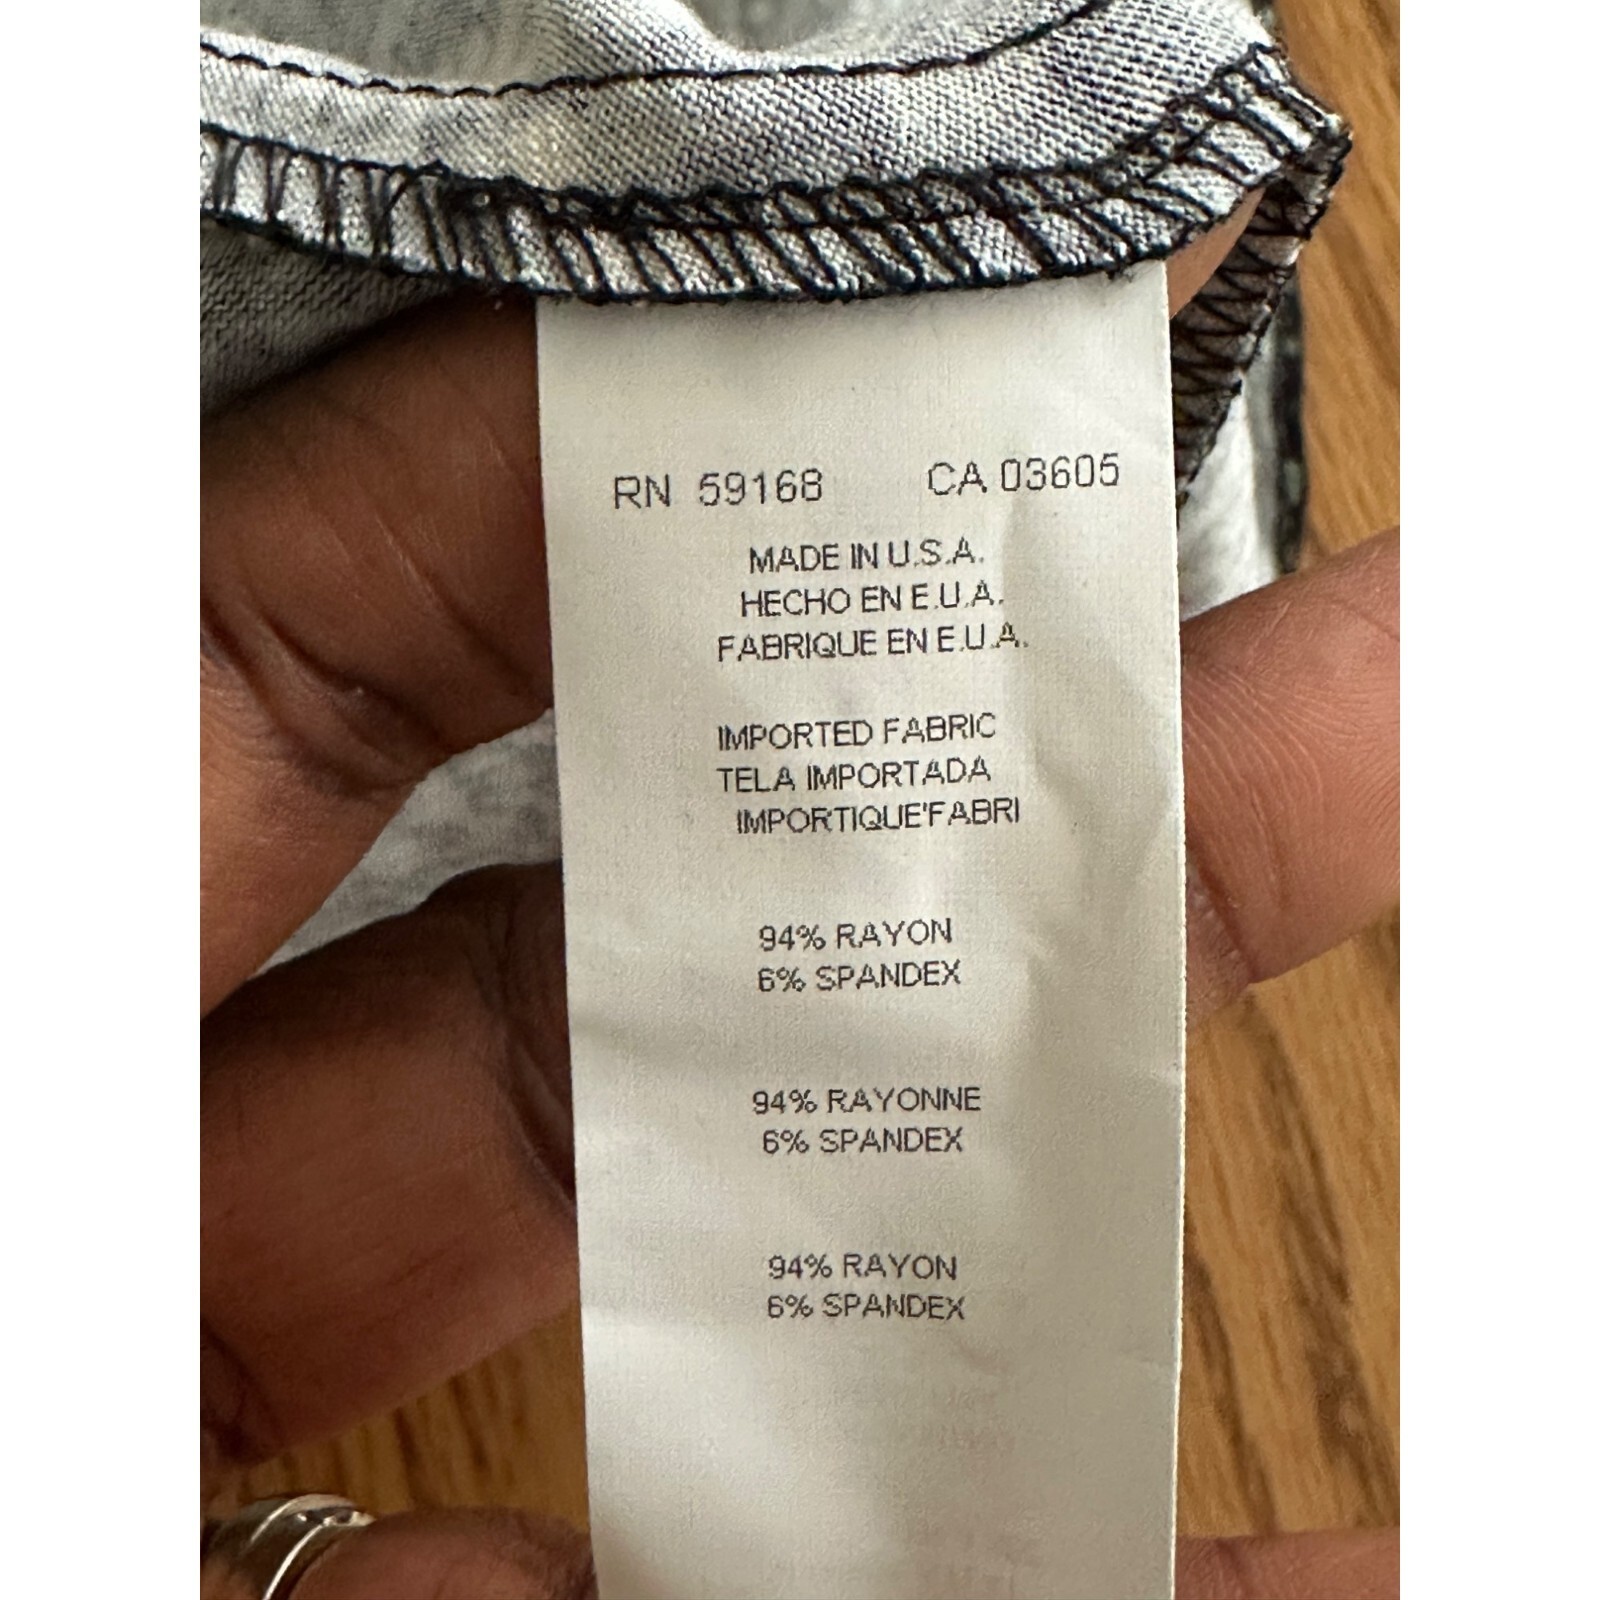 RN 59168 CA 03605
MADE IN U.S.A.
HECHO EN E.U.A.
FABRIQUE EN E.U.A.
IMPORTED FABRIC
TELA IMPORTADA
IMPORTIQUE'FABRI
94% RAYON
6% SPANDEX
94% RAYONNE
6% SPANDEX
94% RAYON
6% SPANDEX